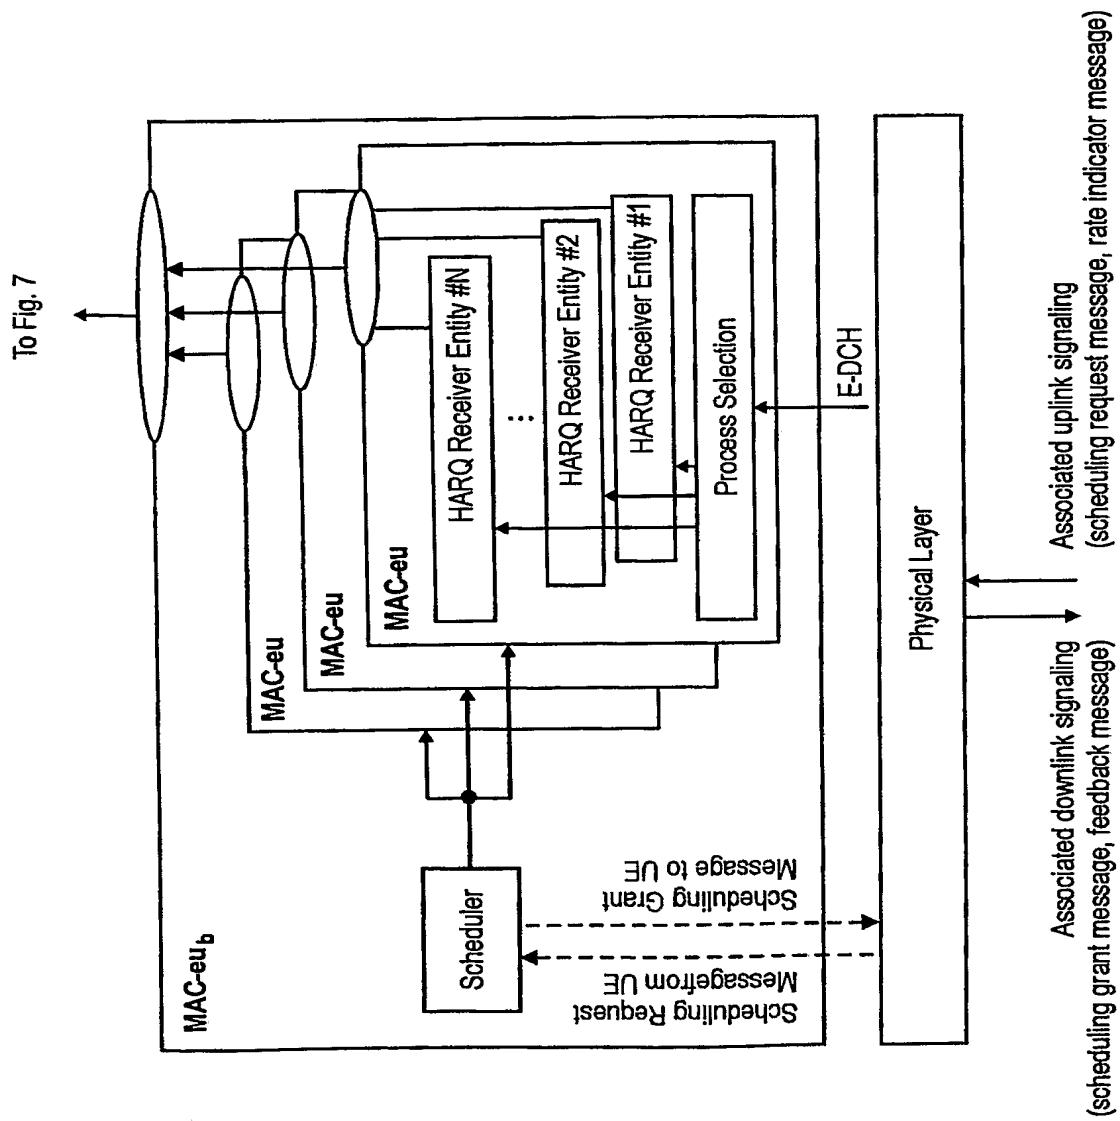 To Fig. 7
MAC-eu_b
MAC-eu
MAC-eu
MAC-eu
HARQ Receiver Entity #N
...
HARQ Receiver Entity #2
HARQ Receiver Entity #1
Process Selection
Scheduler
Scheduling Request
Messagefrom UE
Scheduling Grant
Message to UE
E-DCH
Physical Layer
Associated downlink signaling
(scheduling grant message, feedback message)
Associated uplink signaling
(scheduling request message, rate indicator message)